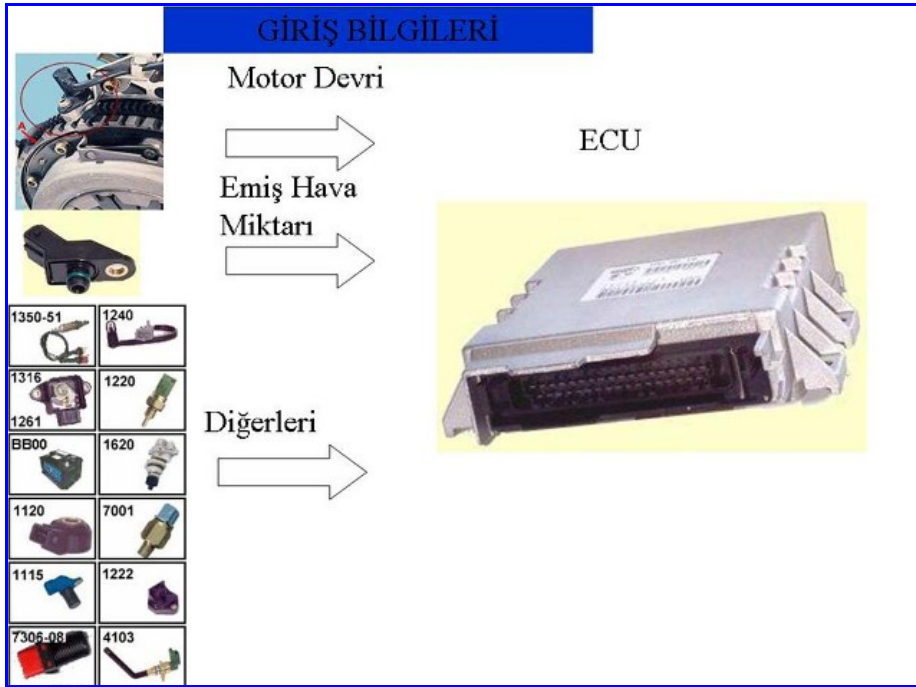 GİRİŞ BİLGİLERİ
Motor Devri
ECU
A
Emiş Hava
Miktarı
1350-51
1240
1316
1220
1261
Diğerleri
BB00
1620
1120
7001
1115
1222
7306-08
4103